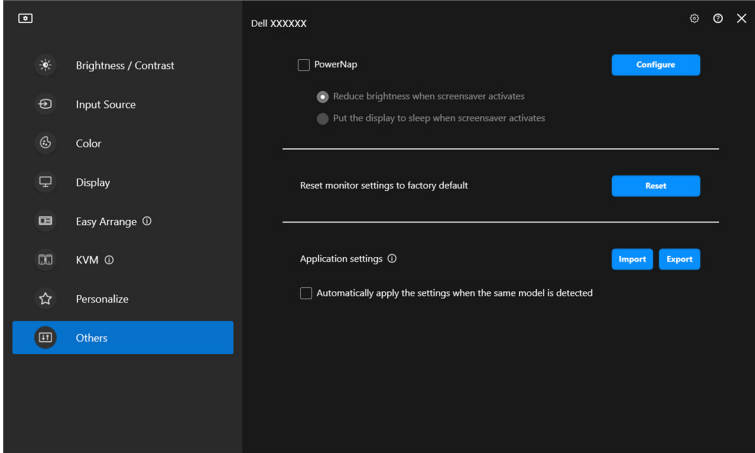 Dell XXXXXX
Brightness / Contrast
Input Source
Color
Display
Easy Arrange
KVM
Personalize
Others
PowerNap
Configure
Reduce brightness when screensaver activates
Put the display to sleep when screensaver activates
Reset monitor settings to factory default
Reset
Application settings
Import
Export
Automatically apply the settings when the same model is detected